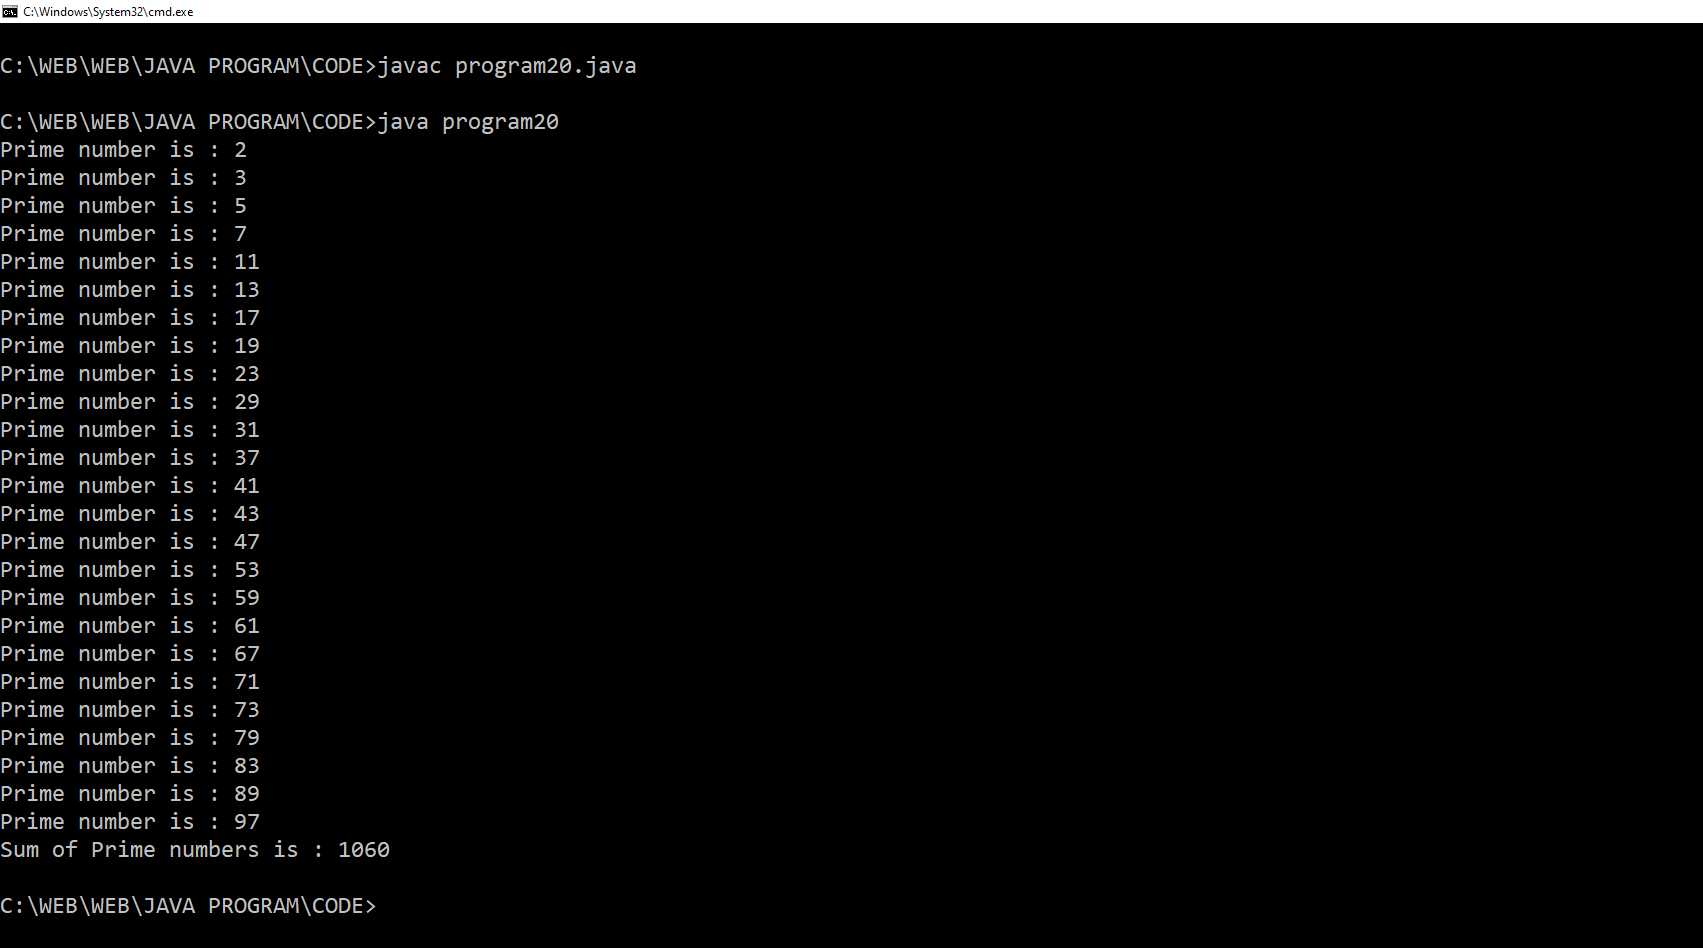 C:\Windows\System32\cmd.exe
C:\WEB\WEB\JAVA PROGRAM\CODE>javac program20.java
C:\WEB\WEB\JAVA PROGRAM\CODE>java program20
Prime number is : 2
Prime number is : 3
Prime number is : 5
Prime number is : 7
Prime number is : 11
Prime number is : 13
Prime number is : 17
Prime number is : 19
Prime number is : 23
Prime number is : 29
Prime number is : 31
Prime number is : 37
Prime number is : 41
Prime number is : 43
Prime number is : 47
Prime number is : 53
Prime number is : 59
Prime number is : 61
Prime number is : 67
Prime number is : 71
Prime number is : 73
Prime number is : 79
Prime number is : 83
Prime number is : 89
Prime number is : 97
Sum of Prime numbers is : 1060
C:\WEB\WEB\JAVA PROGRAM\CODE>